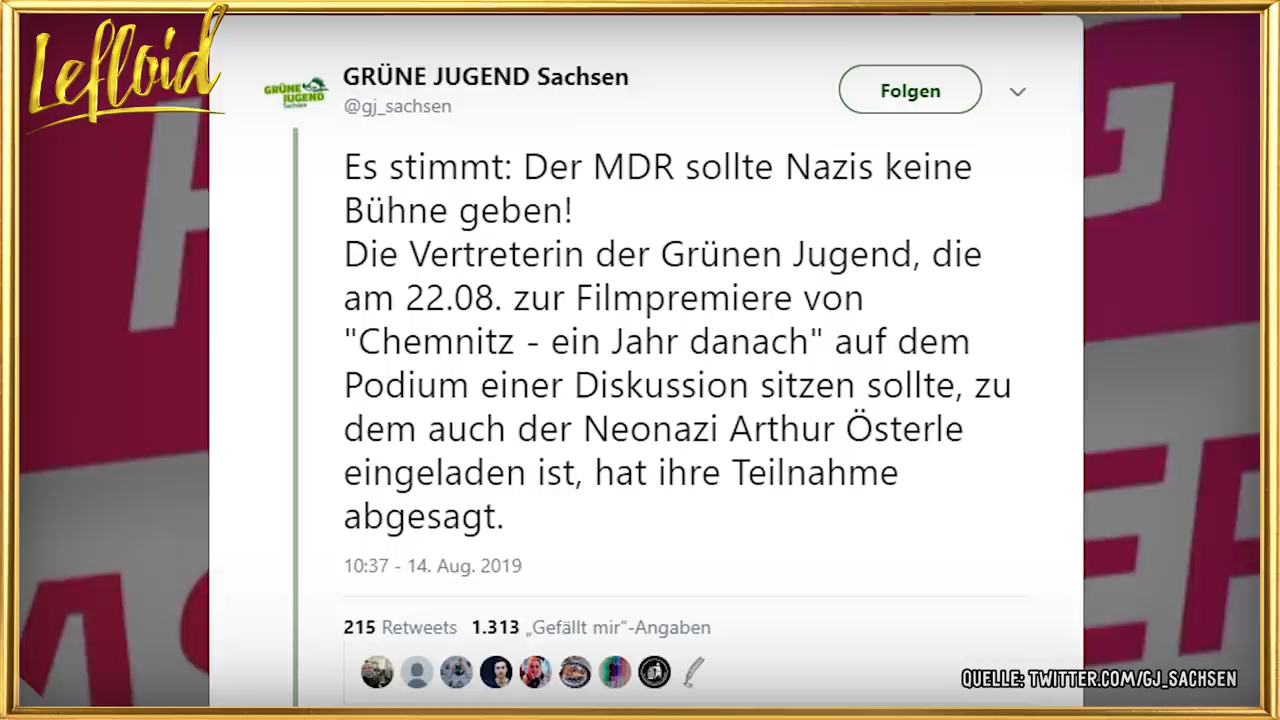 Lefloid
GRÜNE JUGEND Sachsen
@gj_sachsen
GRÜNE
JUGEND
Sachsen
Folgen
Es stimmt: Der MDR sollte Nazis keine
Bühne geben!
Die Vertreterin der Grünen Jugend, die
am 22.08. zur Filmpremiere von
"Chemnitz - ein Jahr danach" auf dem
Podium einer Diskussion sitzen sollte, zu
dem auch der Neonazi Arthur Österle
eingeladen ist, hat ihre Teilnahme
abgesagt.
10:37 - 14. Aug. 2019
215 Retweets 1.313 „Gefällt mir“-Angaben
QUELLE: TWITTER.COM/GJ_SACHSEN